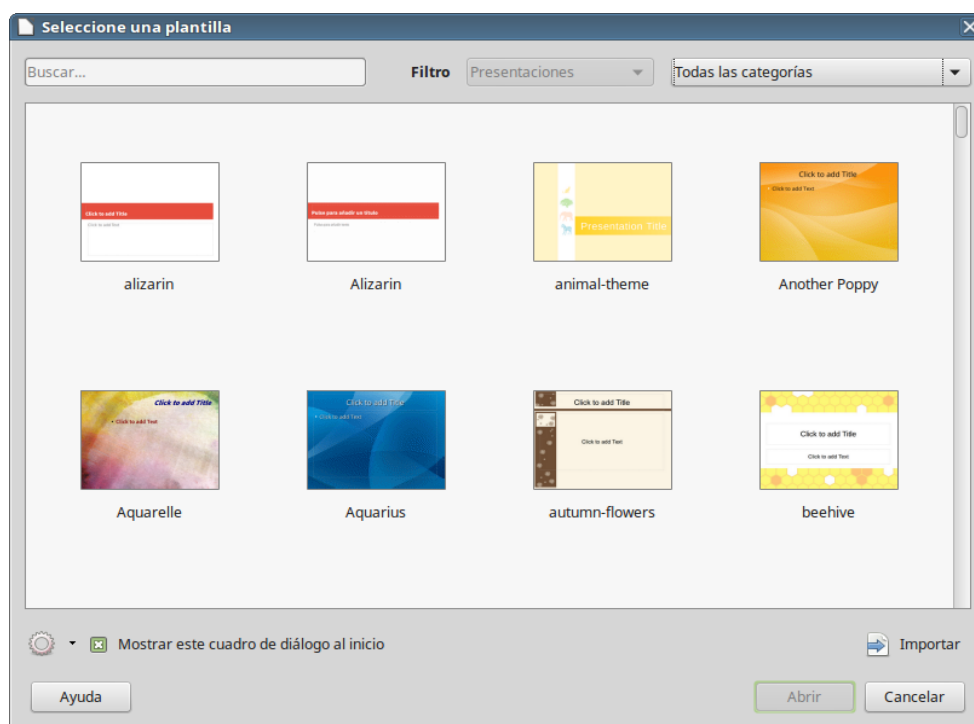 Seleccione una plantilla
Buscar...
Filtro
Presentaciones
Todas las categorías
Click to add Title
Click to add Text
alizarin
Pulse para añadir un título
Pulse para añadir texto
Alizarin
Presentation Title
animal-theme
Click to add Title
Click to add Text
Another Poppy
Click to add Title
Click to add Text
Aquarelle
Click to add Title
Click to add Text
Aquarius
Click to add Title
Click to add Text
autumn-flowers
Click to add Title
Click to add Text
beehive
Mostrar este cuadro de diálogo al inicio
Importar
Ayuda
Abrir
Cancelar